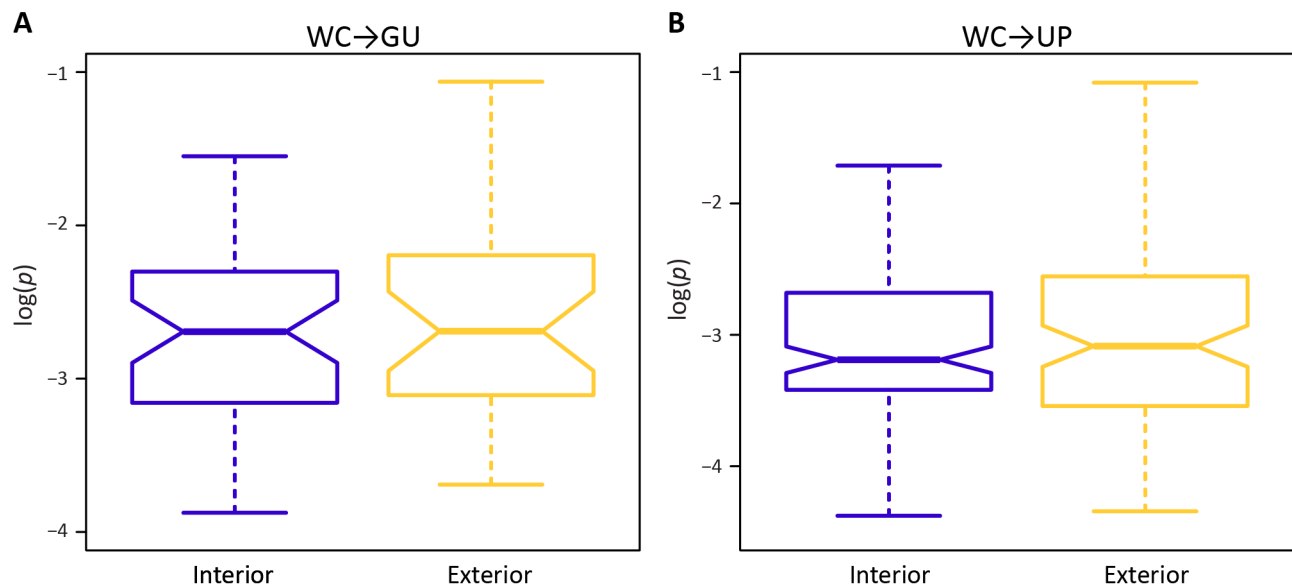 A
WC→GU
−1
−2
−3
−4
log(p)
Interior
Exterior
B
WC→UP
−1
−2
−3
−4
log(p)
Interior
Exterior